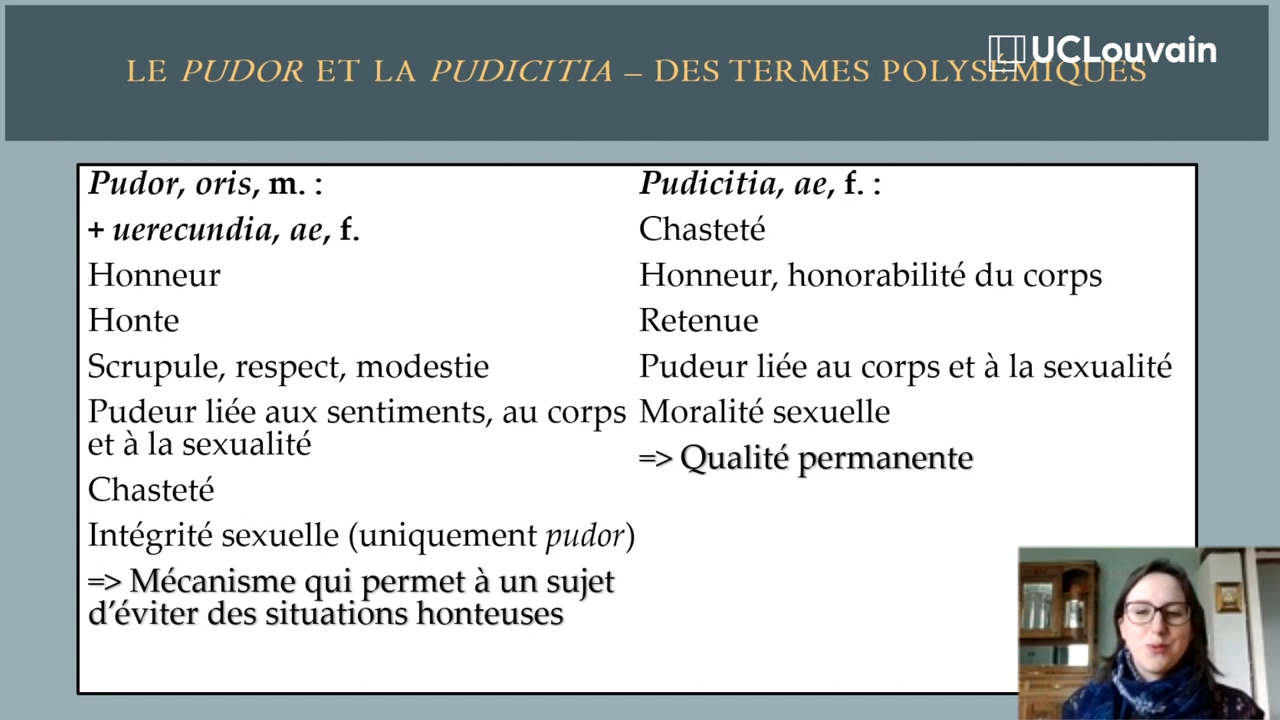 LE PUDOR ET LA PUDICITIA – DES TERMES POLYSÉMIQUES
UCLouvain
Pudor, oris, m. :
+ uerecundia, ae, f.
Honneur
Honte
Scrupule, respect, modestie
Pudeur liée aux sentiments, au corps
et à la sexualité
Chasteté
Intégrité sexuelle (uniquement pudor)
=> Mécanisme qui permet à un sujet
d’éviter des situations honteuses
Pudicitia, ae, f. :
Chasteté
Honneur, honorabilité du corps
Retenue
Pudeur liée au corps et à la sexualité
Moralité sexuelle
=> Qualité permanente